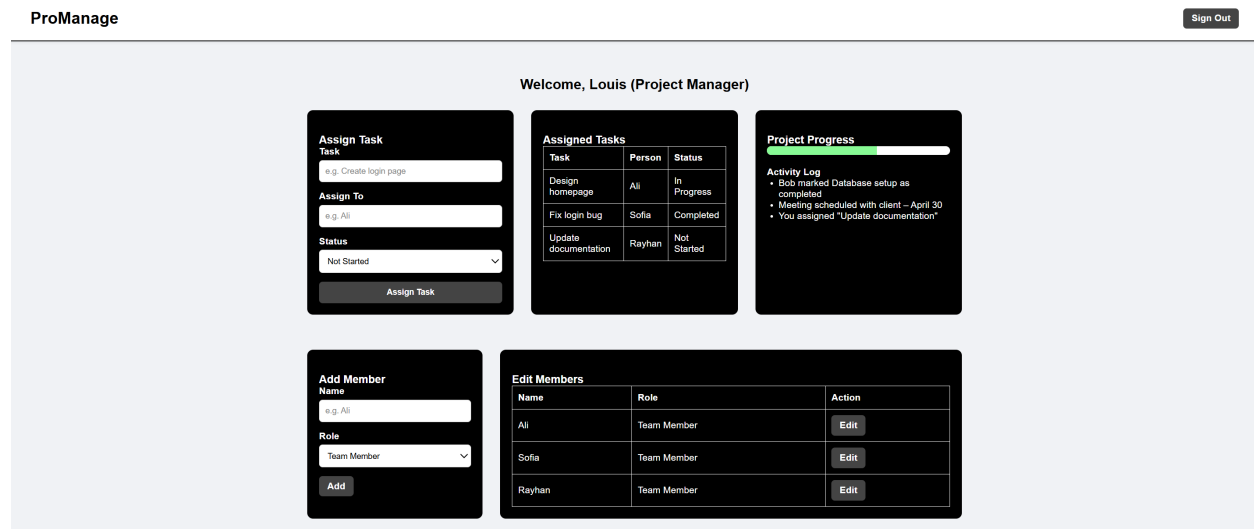 ProManage
Sign Out
Welcome, Louis (Project Manager)
Assign Task
Task
e.g. Create login page
Assign To
e.g. Ali
Status
Not Started
Assign Task
Assigned Tasks
Task Person Status
Design
homepage
Ali
In
Progress
Fix login bug Sofia Completed
Update
documentation
Rayhan
Not
Started
Project Progress
Activity Log
• Bob marked Database setup as
completed
• Meeting scheduled with client – April 30
• You assigned "Update documentation"
Add Member
Name
e.g. Ali
Role
Team Member
Add
Edit Members
Name Role Action
Ali Team Member Edit
Sofia Team Member Edit
Rayhan Team Member Edit